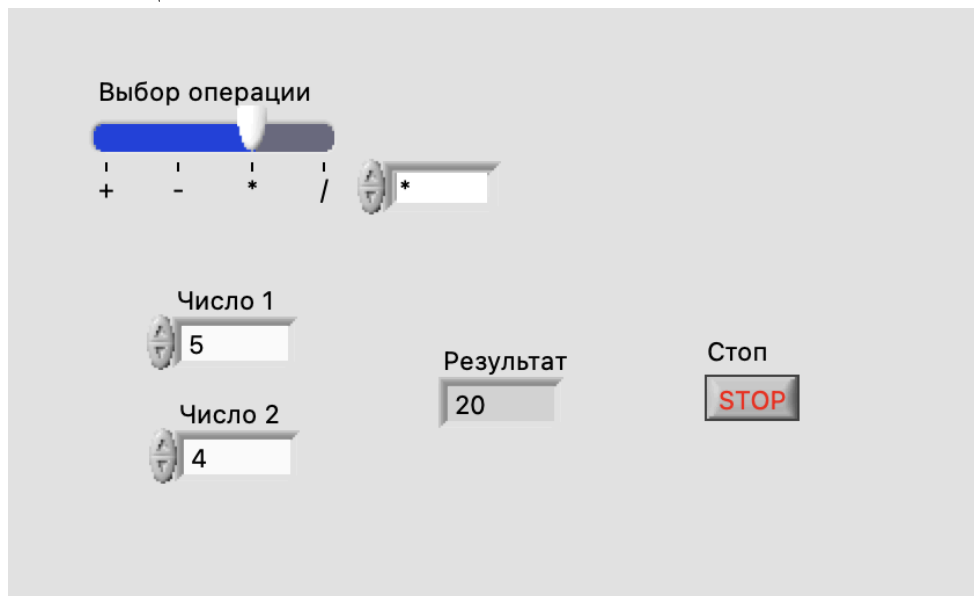 Выбор операции
+ - * / *
Число 1
5
Число 2
4
Результат
20
Стоп
STOP